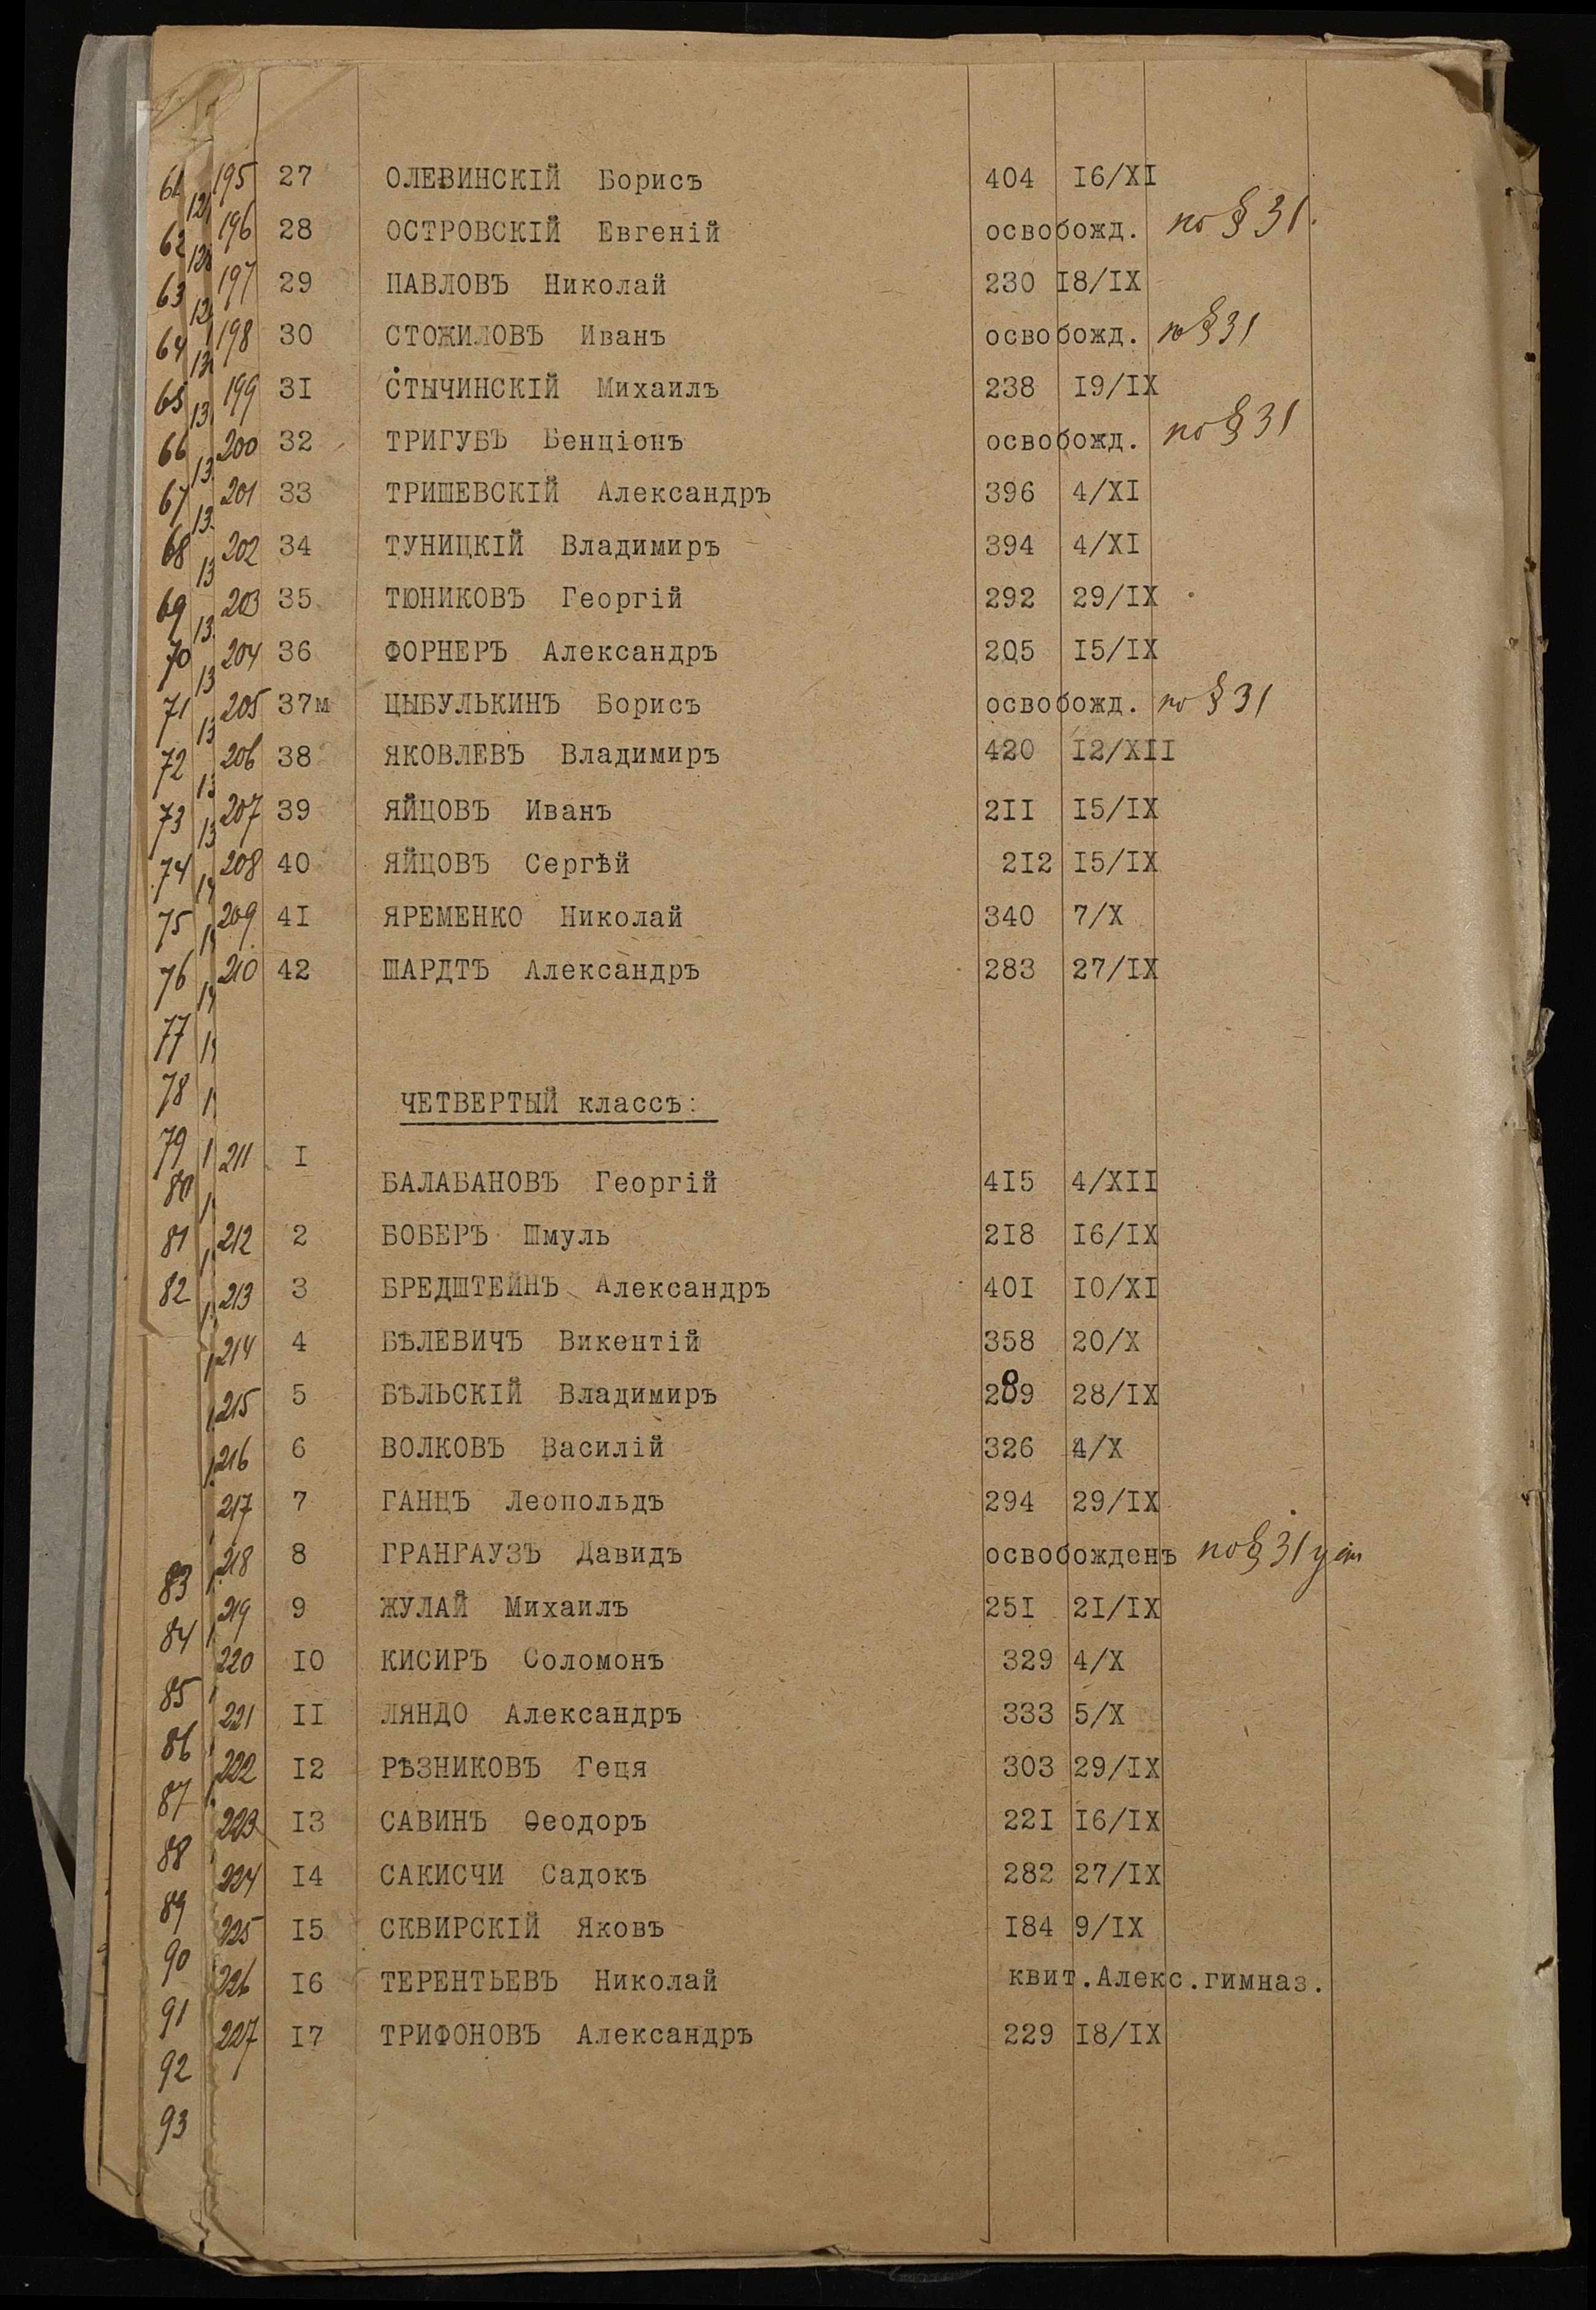 195 27 ОЛЕВИНСКІЙ Борисъ 404 16/XI
196 28 ОСТРОВСКІЙ Евгеній освобожд. по § 31.
197 29 ПАВЛОВЪ Николай 230 18/IX
198 30 СТОЖИЛОВЪ Иванъ освобожд. по § 31
199 31 СТЫЧИНСКІЙ Михаилъ 238 19/IX
200 32 ТРИГУБЪ Бенціонъ освобожд. по § 31
201 33 ТРИШЕВСКІЙ Александръ 396 4/XI
202 34 ТУНИЦКІЙ Владимиръ 394 4/XI
203 35 ТЮНИКОВЪ Георгій 292 29/IX
204 36 ФОРНЕРЪ Александръ 205 15/IX
205 37м ЦЫБУЛЬКИНЪ Борисъ освобожд. по § 31
206 38 ЯКОВЛЕВЪ Владимиръ 420 12/XII
207 39 ЯЙЦОВЪ Иванъ 211 15/IX
208 40 ЯЙЦОВЪ Сергѣй 212 15/IX
209 41 ЯРЕМЕНКО Николай 340 7/X
210 42 ШАРДТЪ Александръ 283 27/IX
ЧЕТВЕРТЫЙ классъ:
211 1 БАЛАБАНОВЪ Георгій 415 4/XII
212 2 БОБЕРЪ Шмуль 218 16/IX
213 3 БРЕДШТЕЙНЪ Александръ 401 10/XI
214 4 БѢЛЕВИЧЪ Викентій 358 20/X
215 5 БѢЛЬСКІЙ Владимиръ 289 28/IX
216 6 ВОЛКОВЪ Василій 326 4/X
217 7 ГАНЦЪ Леопольдъ 294 29/IX
218 8 ГРАНГАУЗЪ Давидъ освобожденъ по § 31 уст
219 9 ЖУЛАЙ Михаилъ 251 21/IX
220 10 КИСИРЪ Соломонъ 329 4/X
221 11 ЛЯНДО Александръ 333 5/X
222 12 РѢЗНИКОВЪ Геця 303 29/IX
223 13 САВИНЪ Ѳеодоръ 221 16/IX
224 14 САКИСЧИ Садокъ 282 27/IX
225 15 СКВИРСКІЙ Яковъ 184 9/IX
226 16 ТЕРЕНТЬЕВЪ Николай квит.Алекс.гимназ.
227 17 ТРИФОНОВЪ Александръ 229 18/IX
61
62
63
64
65
66
67
68
69
70
71
72
73
74
75
76
77
78
79
80
81
82
83
84
85
86
87
88
89
90
91
92
93